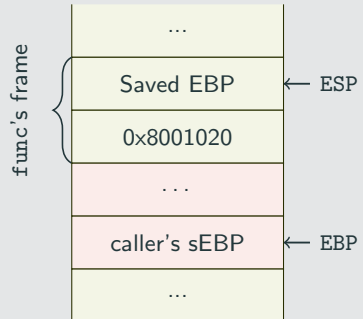 ...
Saved EBP
ESP
0x8001020
func's frame
...
caller's sEBP
EBP
...